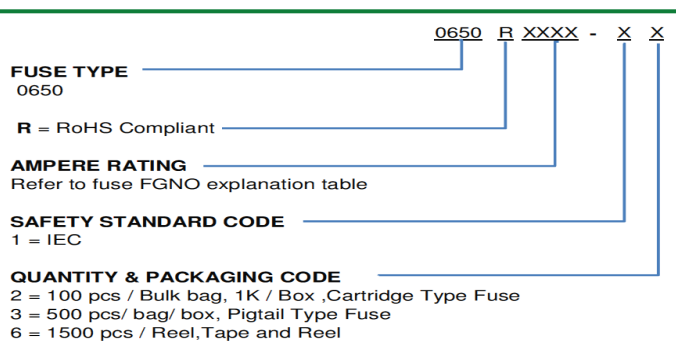 0650 R XXXX - X X
FUSE TYPE
0650
R = RoHS Compliant
AMPERE RATING
Refer to fuse FGNO explanation table
SAFETY STANDARD CODE
1 = IEC
QUANTITY & PACKAGING CODE
2 = 100 pcs / Bulk bag, 1K / Box ,Cartridge Type Fuse
3 = 500 pcs/ bag/ box, Pigtail Type Fuse
6 = 1500 pcs / Reel,Tape and Reel